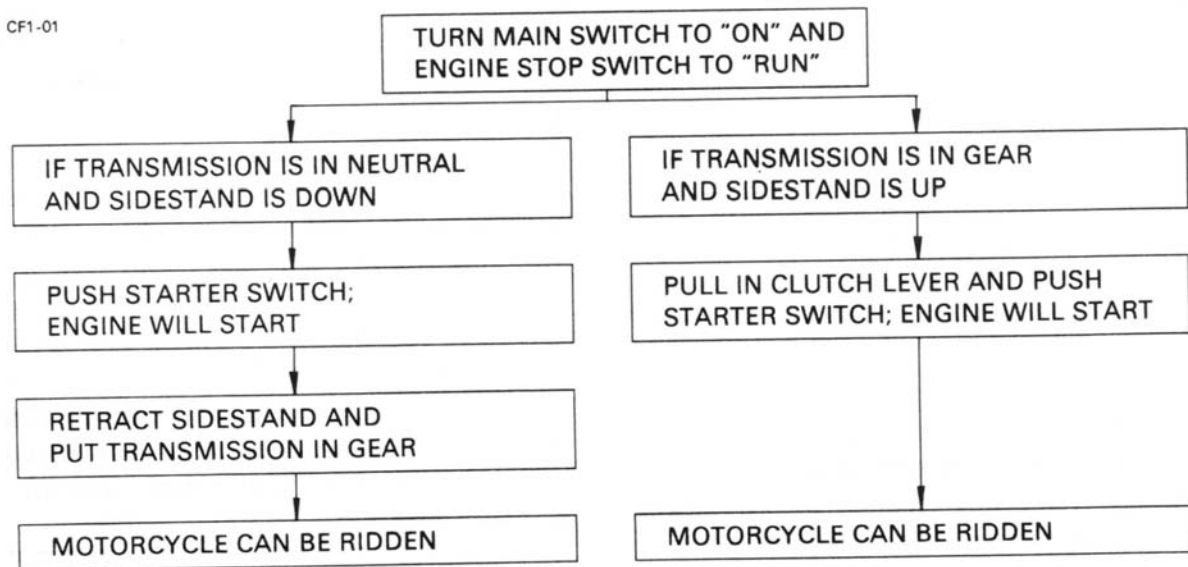 CF1-01
TURN MAIN SWITCH TO "ON" AND
ENGINE STOP SWITCH TO "RUN"
IF TRANSMISSION IS IN NEUTRAL
AND SIDESTAND IS DOWN
PUSH STARTER SWITCH;
ENGINE WILL START
RETRACT SIDESTAND AND
PUT TRANSMISSION IN GEAR
MOTORCYCLE CAN BE RIDDEN
IF TRANSMISSION IS IN GEAR
AND SIDESTAND IS UP
PULL IN CLUTCH LEVER AND PUSH
STARTER SWITCH; ENGINE WILL START
MOTORCYCLE CAN BE RIDDEN